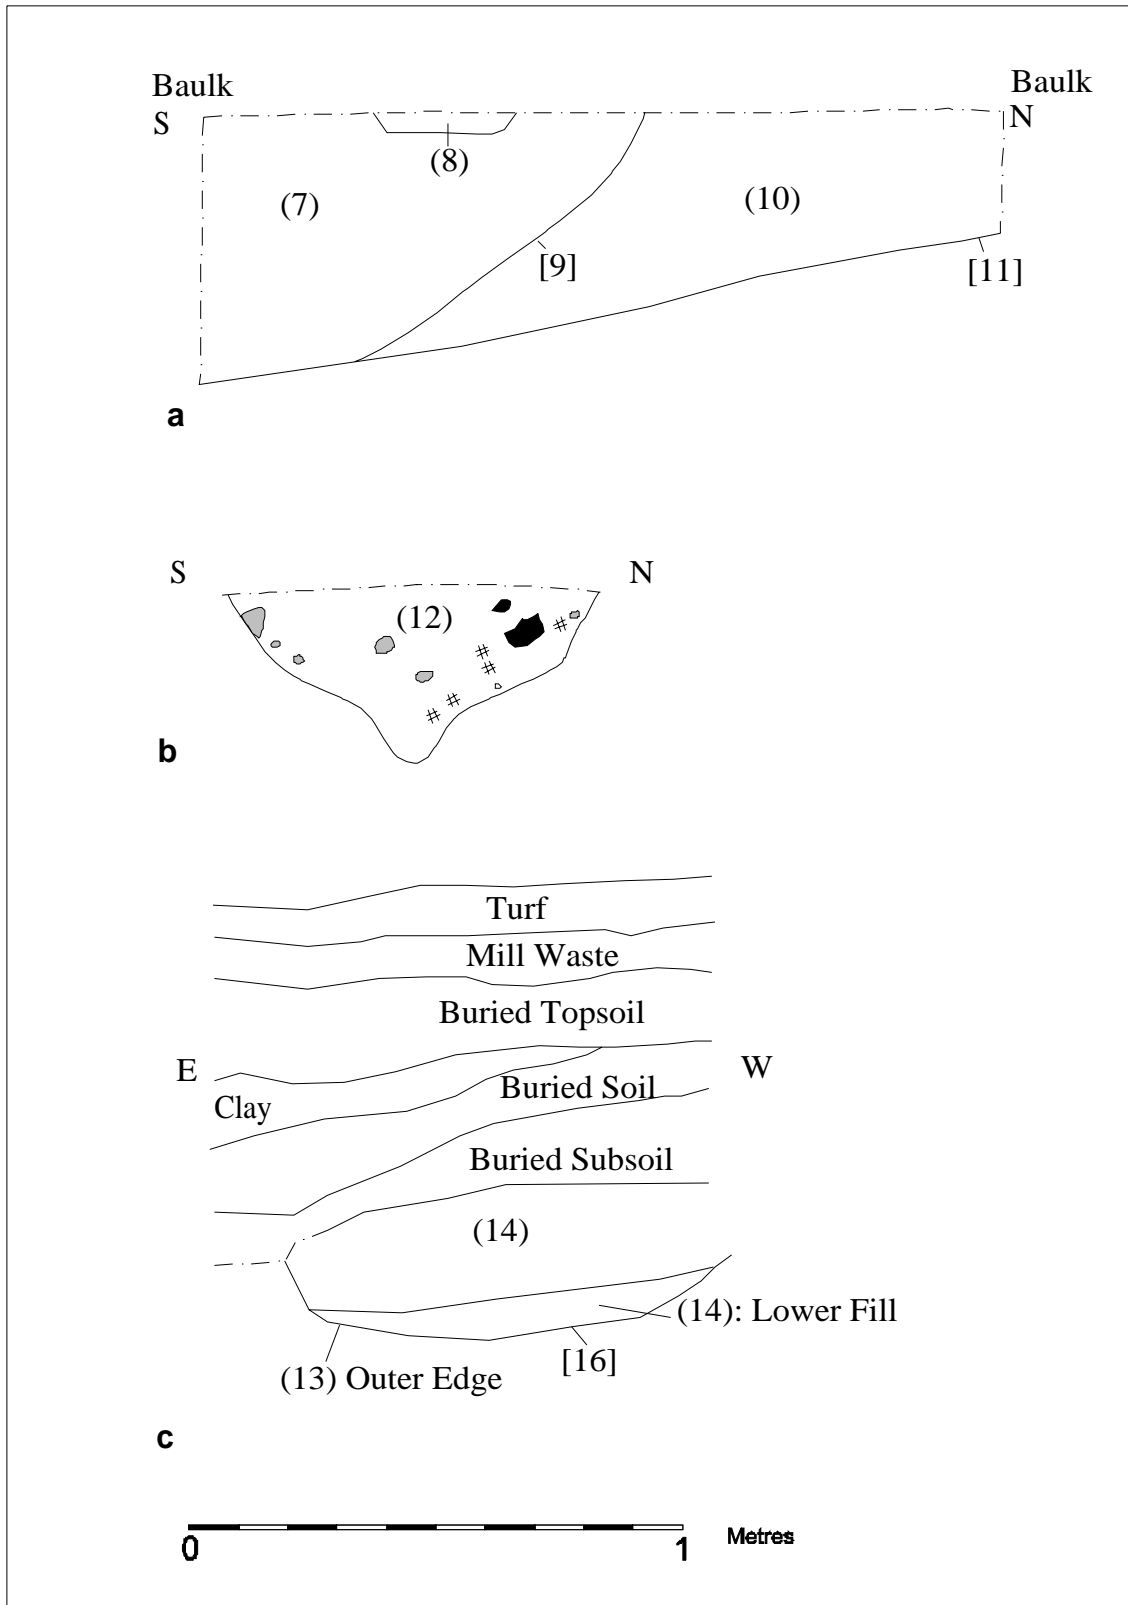 Baulk Baulk
S N
(8)
(7) (10)
[9] [11]
a
S N
(12)
b
Turf
Mill Waste
Buried Topsoil
E W
Buried Soil
Clay
Buried Subsoil
(14)
(14): Lower Fill
[16]
(13) Outer Edge
c
0 1 Metres